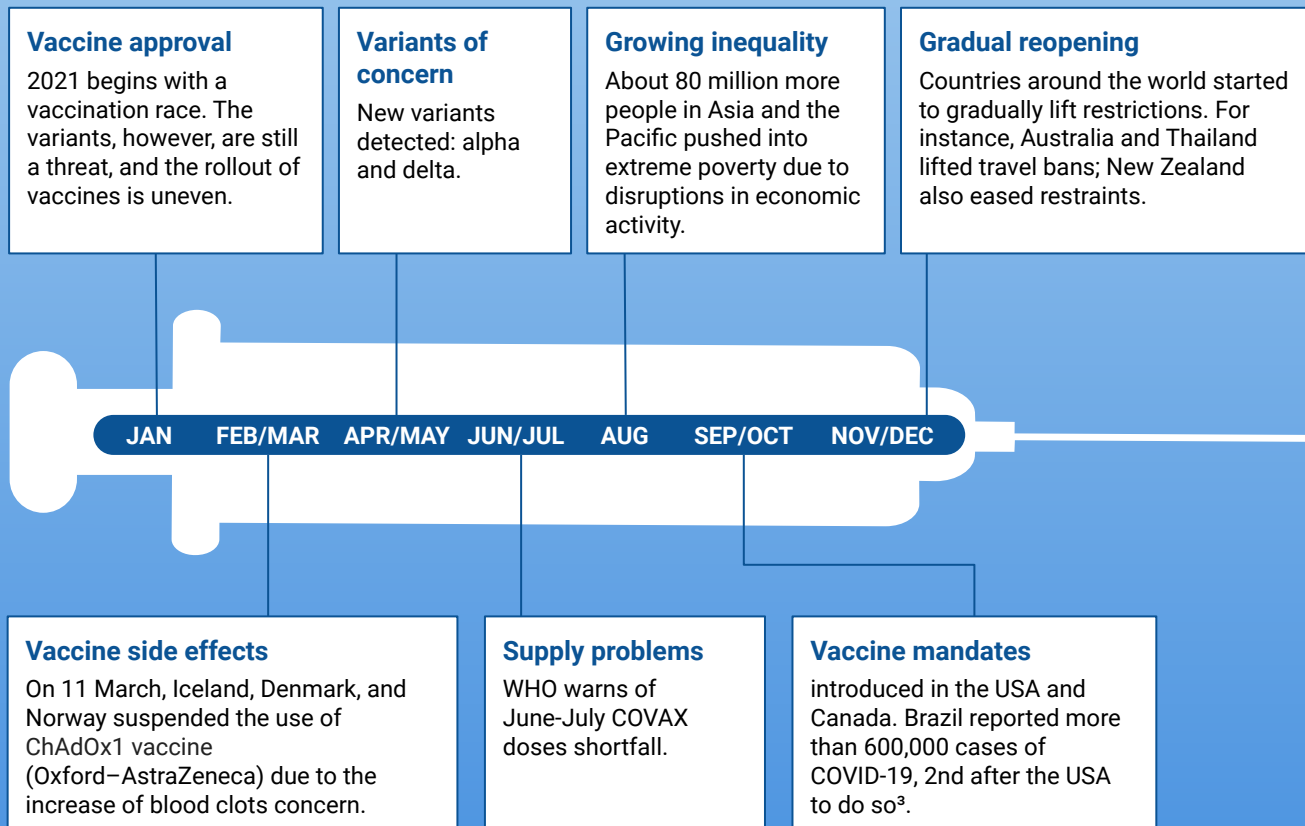 Vaccine approval
2021 begins with a
vaccination race. The
variants, however, are still
a threat, and the rollout of
vaccines is uneven.
Variants of
concern
New variants
detected: alpha
and delta.
Growing inequality
About 80 million more
people in Asia and the
Pacific pushed into
extreme poverty due to
disruptions in economic
activity.
Gradual reopening
Countries around the world started
to gradually lift restrictions. For
instance, Australia and Thailand
lifted travel bans; New Zealand
also eased restraints.
JAN FEB/MAR APR/MAY JUN/JUL AUG SEP/OCT NOV/DEC
Vaccine side effects
On 11 March, Iceland, Denmark, and
Norway suspended the use of
ChAdOx1 vaccine
(Oxford–AstraZeneca) due to the
increase of blood clots concern.
Supply problems
WHO warns of
June-July COVAX
doses shortfall.
Vaccine mandates
introduced in the USA and
Canada. Brazil reported more
than 600,000 cases of
COVID-19, 2nd after the USA
to do so³.